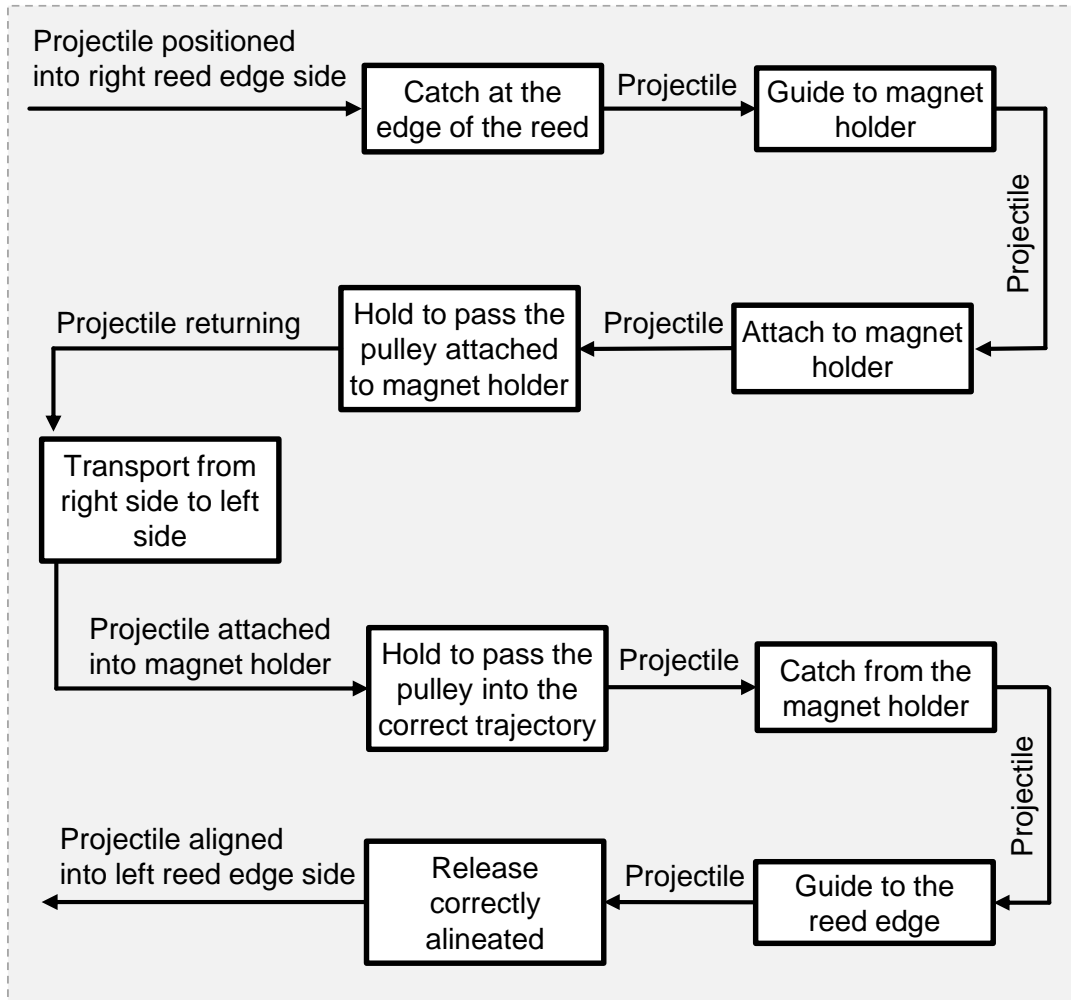 Projectile positioned
into right reed edge side
Catch at the
edge of the reed
Projectile
Guide to magnet
holder
Projectile
Attach to magnet
holder
Projectile
Hold to pass the
pulley attached
to magnet holder
Projectile returning
Transport from
right side to left
side
Projectile attached
into magnet holder
Hold to pass the
pulley into the
correct trajectory
Projectile
Catch from the
magnet holder
Projectile
Guide to the
reed edge
Projectile
Release
correctly
alineated
Projectile aligned
into left reed edge side